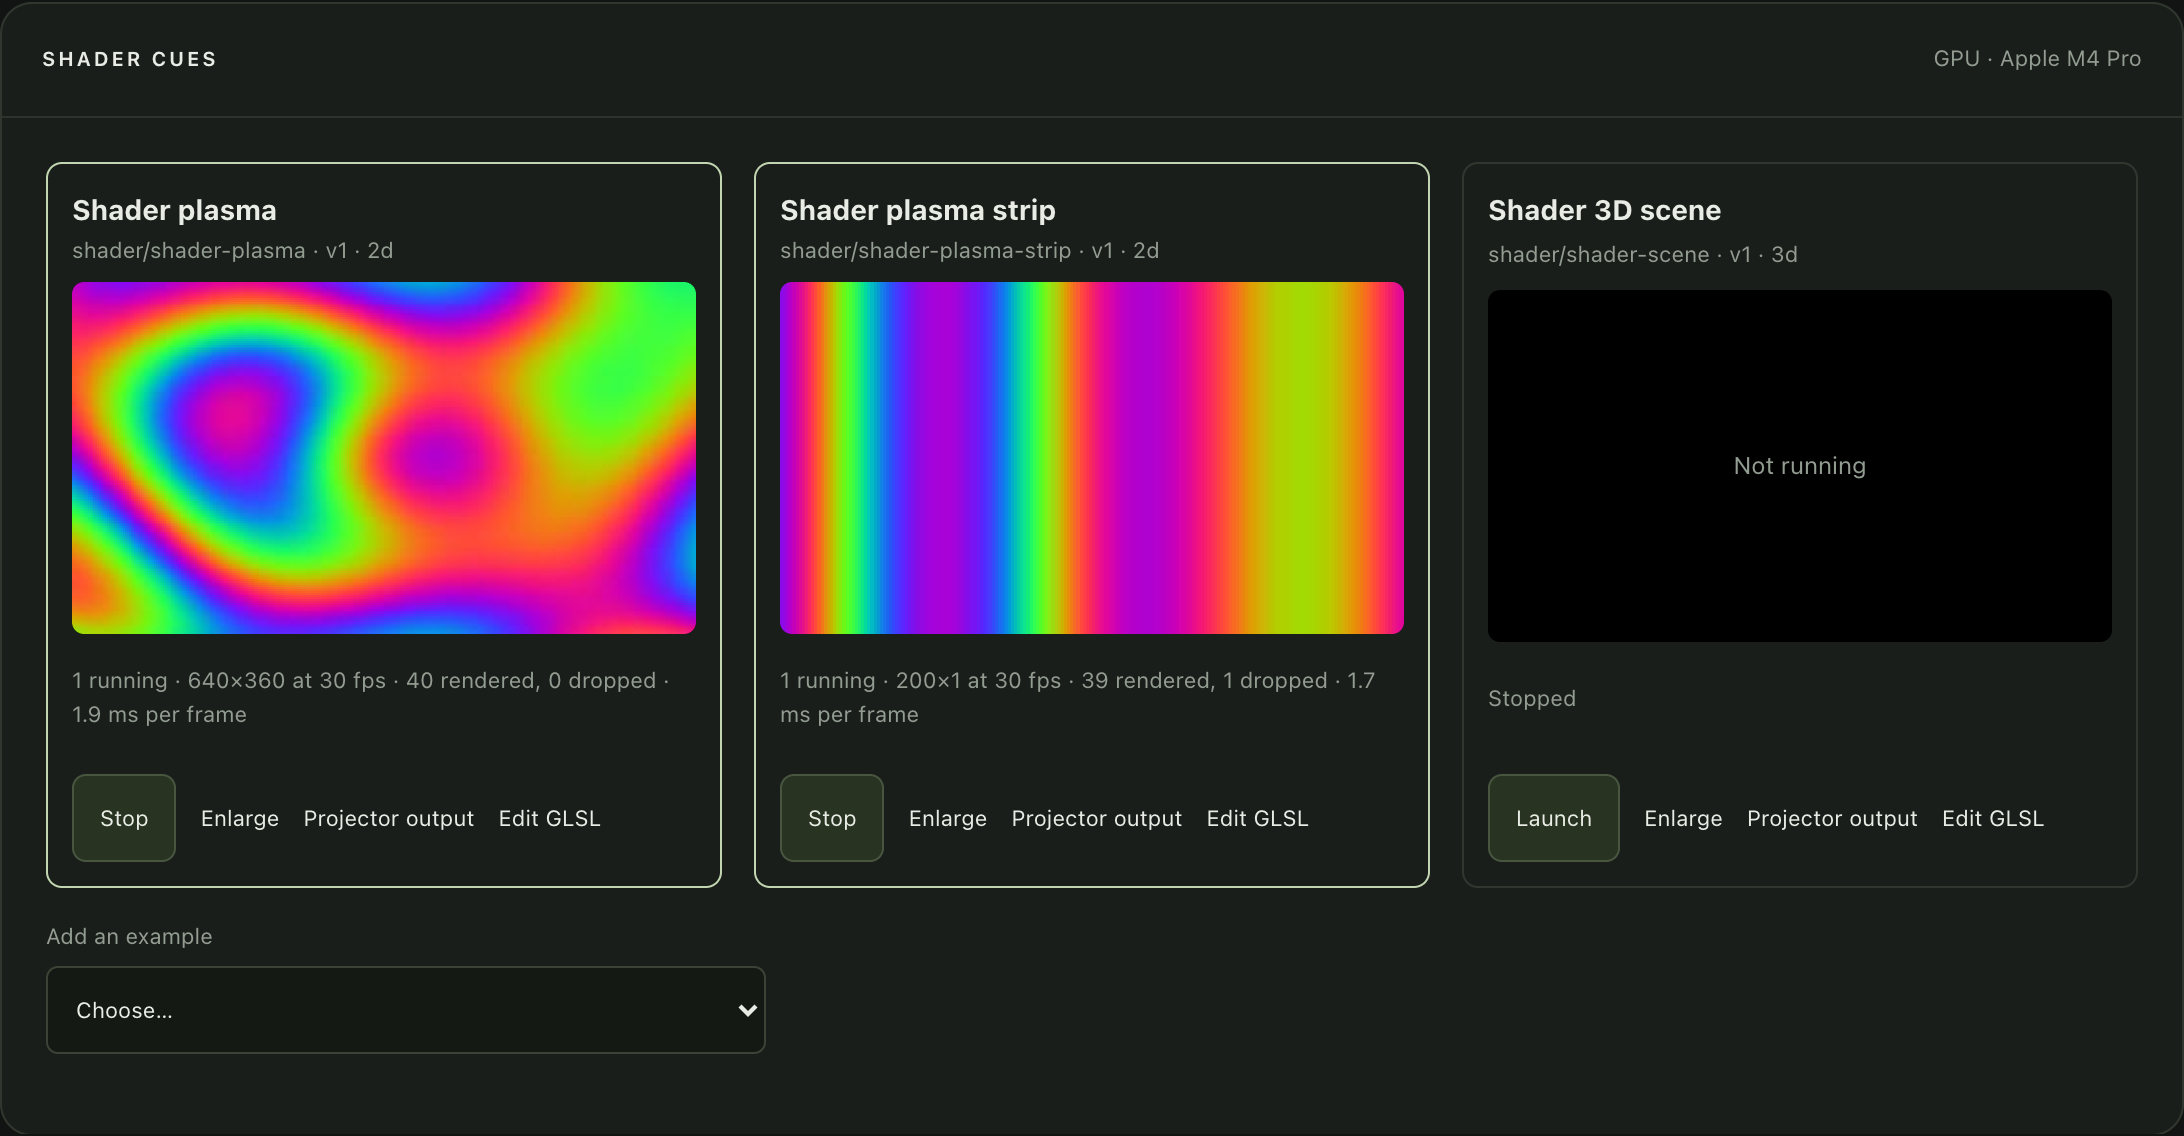 SHADER CUES
GPU · Apple M4 Pro
Shader plasma
shader/shader-plasma · v1 · 2d
1 running · 640×360 at 30 fps · 40 rendered, 0 dropped ·
1.9 ms per frame
Stop
Enlarge
Projector output
Edit GLSL
Shader plasma strip
shader/shader-plasma-strip · v1 · 2d
1 running · 200×1 at 30 fps · 39 rendered, 1 dropped · 1.7
ms per frame
Stop
Enlarge
Projector output
Edit GLSL
Shader 3D scene
shader/shader-scene · v1 · 3d
Not running
Stopped
Launch
Enlarge
Projector output
Edit GLSL
Add an example
Choose...